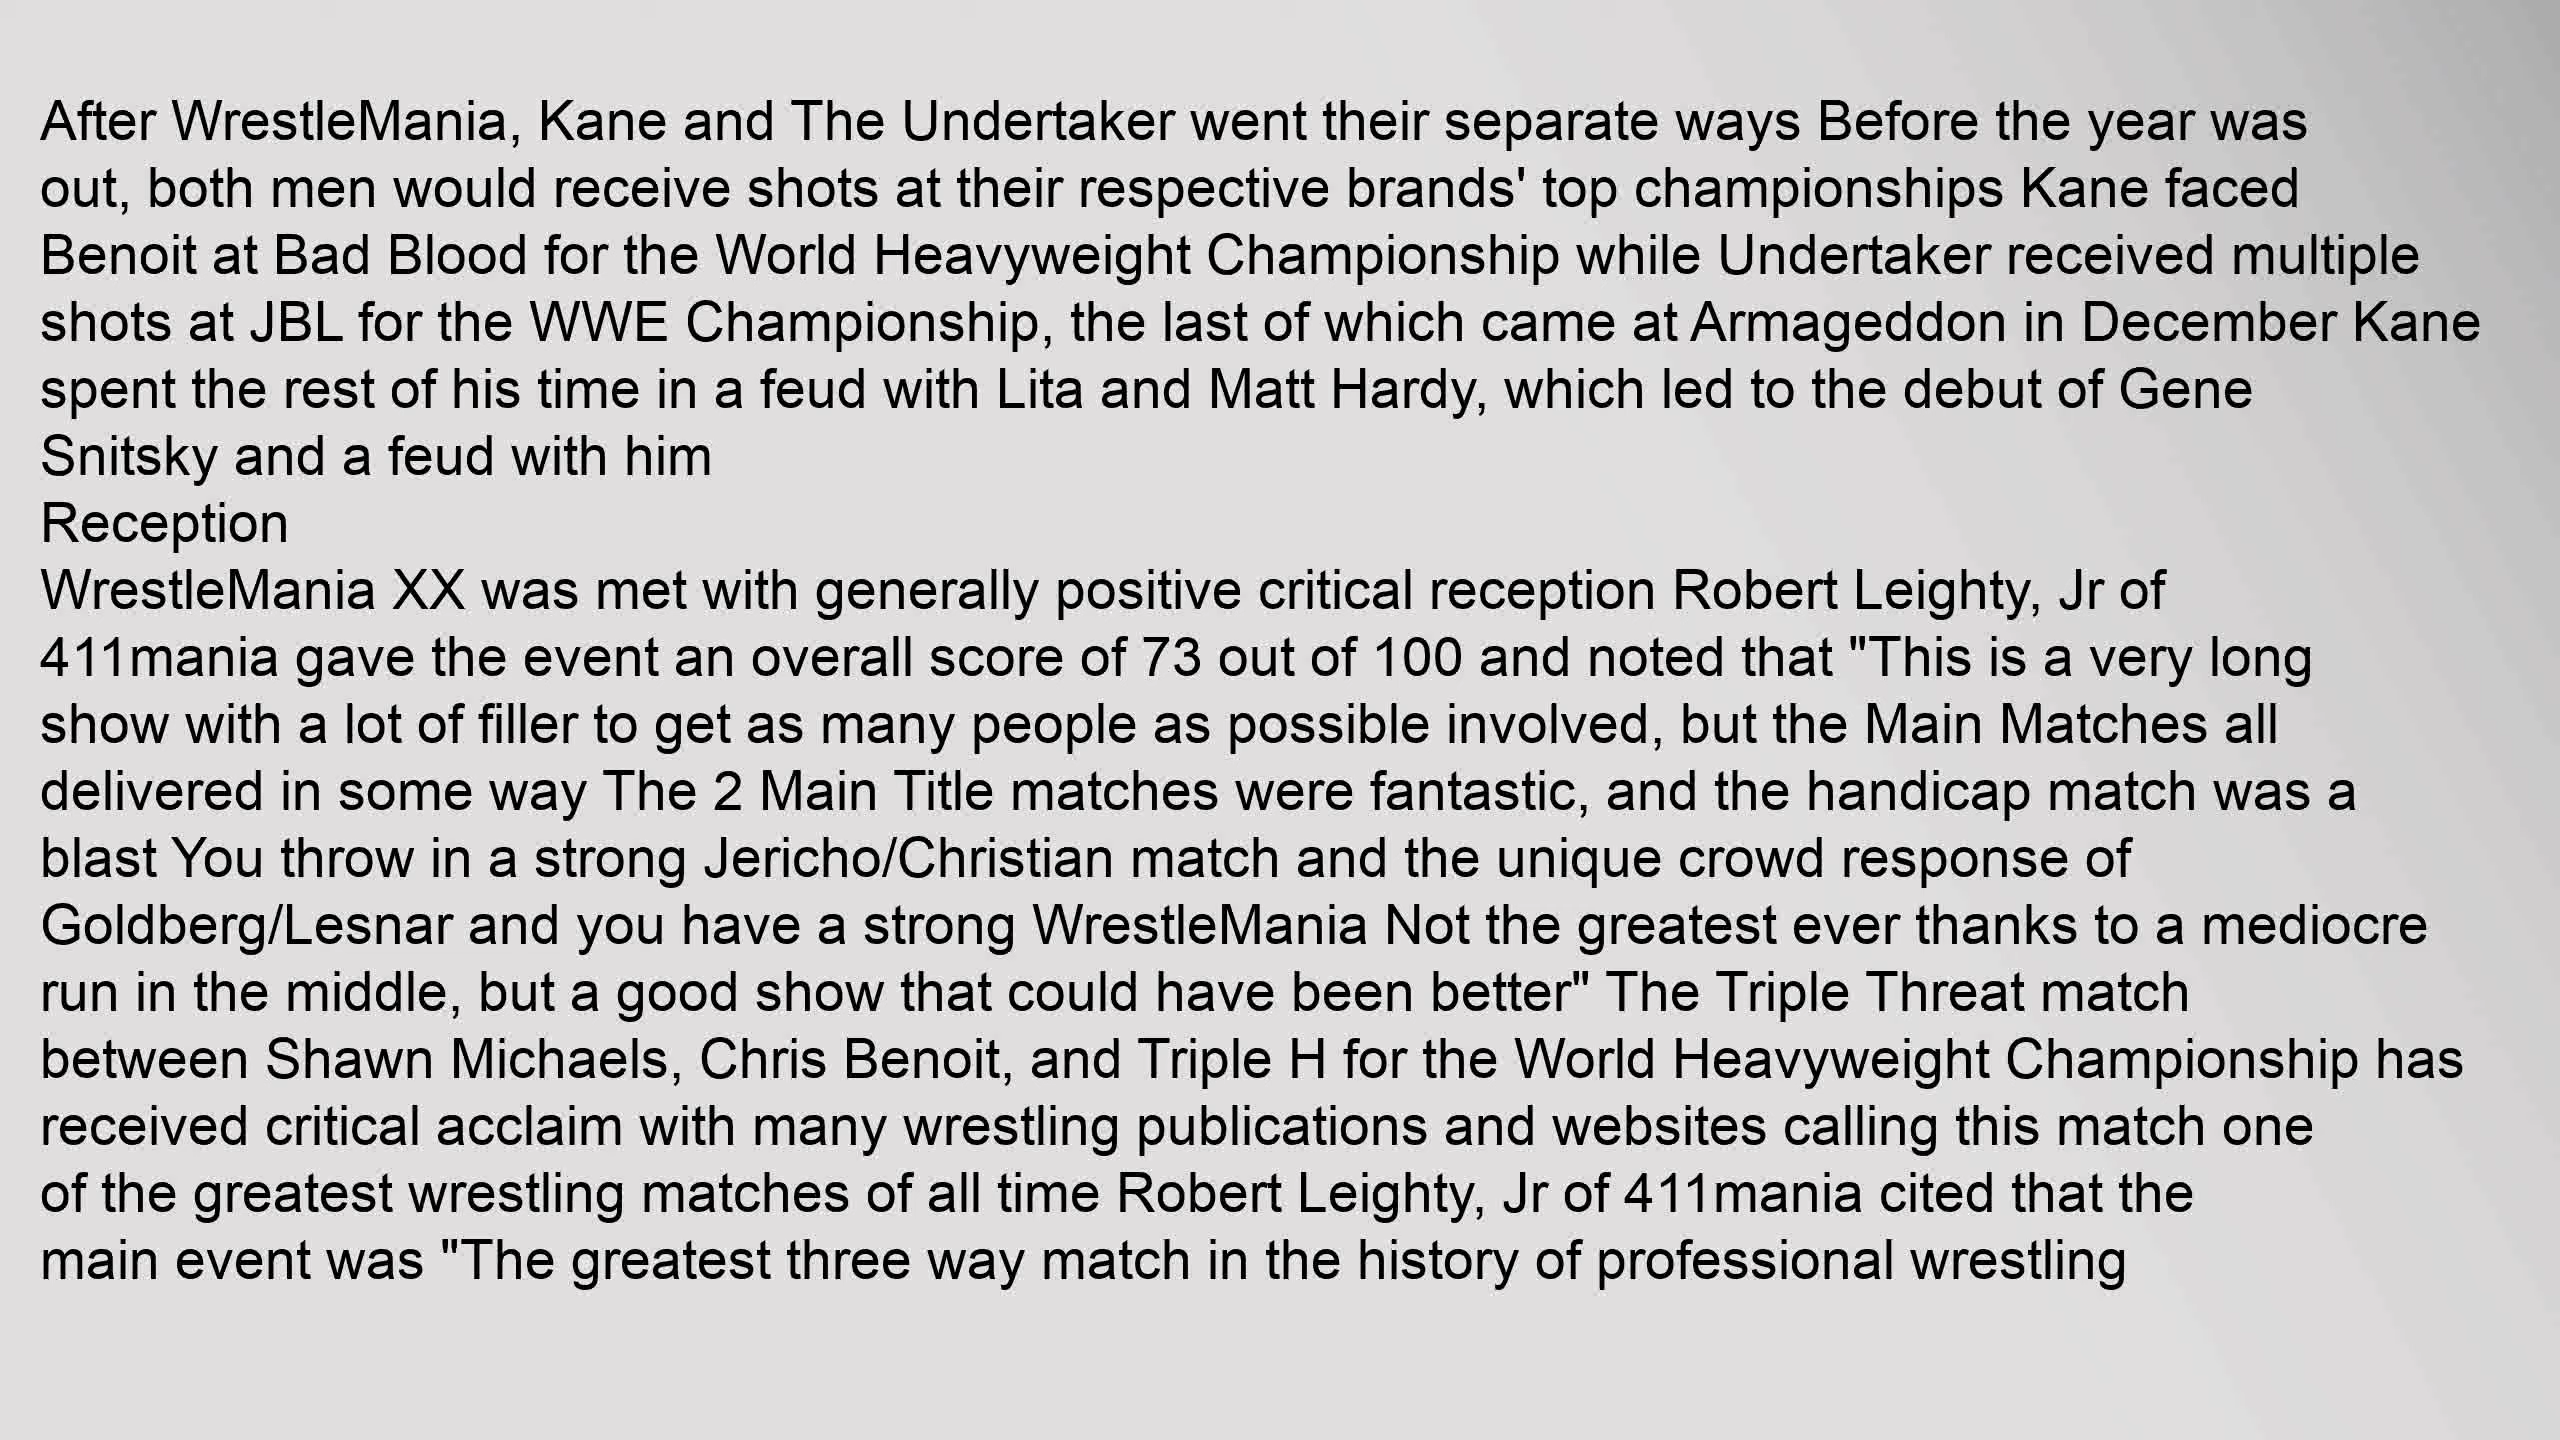 After WrestleMania, Kane and The Undertaker went their separate ways Before the year was
out, both men would receive shots at their respective brands' top championships Kane faced
Benoit at Bad Blood for the World Heavyweight Championship while Undertaker received multiple
shots at JBL for the WWE Championship, the last of which came at Armageddon in December Kane
spent the rest of his time in a feud with Lita and Matt Hardy, which led to the debut of Gene
Snitsky and a feud with him
Reception
WrestleMania XX was met with generally positive critical reception Robert Leighty, Jr of
411mania gave the event an overall score of 73 out of 100 and noted that "This is a very long
show with a lot of filler to get as many people as possible involved, but the Main Matches all
delivered in some way The 2 Main Title matches were fantastic, and the handicap match was a
blast You throw in a strong Jericho/Christian match and the unique crowd response of
Goldberg/Lesnar and you have a strong WrestleMania Not the greatest ever thanks to a mediocre
run in the middle, but a good show that could have been better" The Triple Threat match
between Shawn Michaels, Chris Benoit, and Triple H for the World Heavyweight Championship has
received critical acclaim with many wrestling publications and websites calling this match one
of the greatest wrestling matches of all time Robert Leighty, Jr of 411mania cited that the
main event was "The greatest three way match in the history of professional wrestling